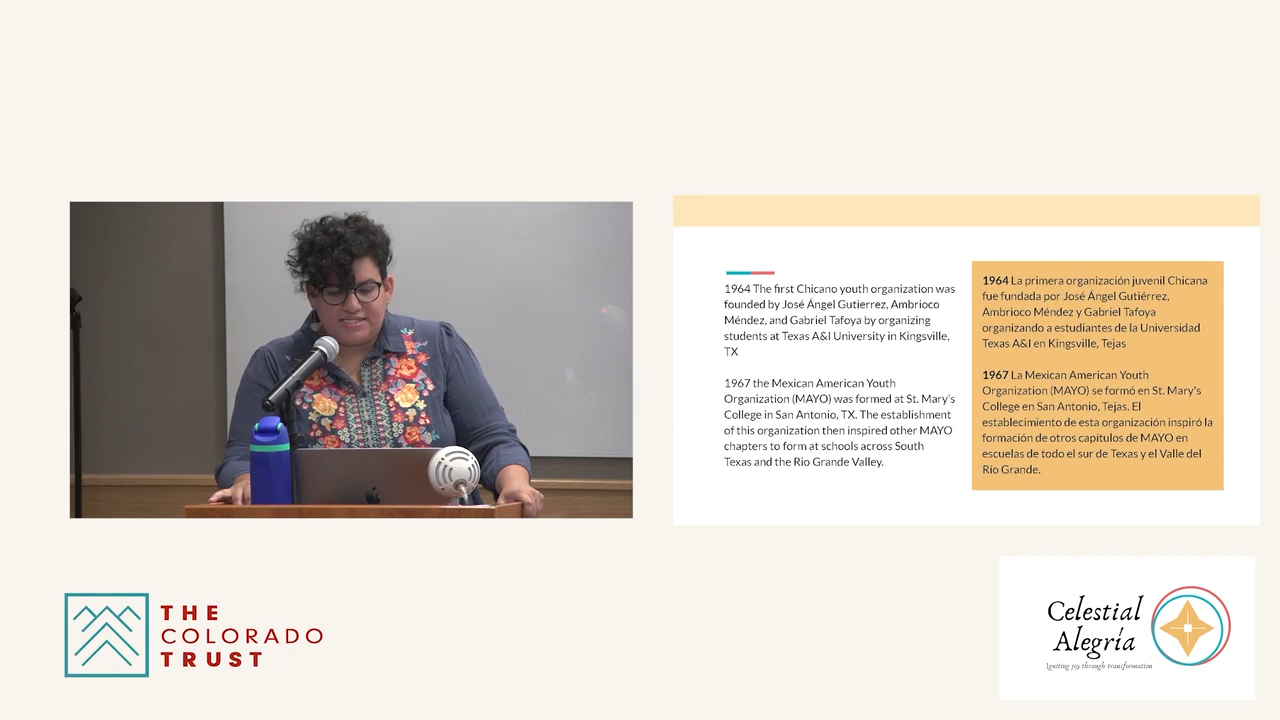 1964 The first Chicano youth organization was
founded by José Ángel Gutierrez, Ambrioco
Méndez, and Gabriel Tafoya by organizing
students at Texas A&I University in Kingsville,
TX
1967 the Mexican American Youth
Organization (MAYO) was formed at St. Mary's
College in San Antonio, TX. The establishment
of this organization then inspired other MAYO
chapters to form at schools across South
Texas and the Rio Grande Valley.
1964 La primera organización juvenil Chicana
fue fundada por José Ángel Gutiérrez,
Ambrioco Méndez y Gabriel Tafoya
organizando a estudiantes de la Universidad
Texas A&I en Kingsville, Tejas
1967 La Mexican American Youth
Organization (MAYO) se formó en St. Mary's
College en San Antonio, Tejas. El
establecimiento de esta organización inspiró la
formación de otros capítulos de MAYO en
escuelas de todo el sur de Texas y el Valle del
Río Grande.
THE
COLORADO
TRUST
Celestial
Alegría
Igniting joy through transformation